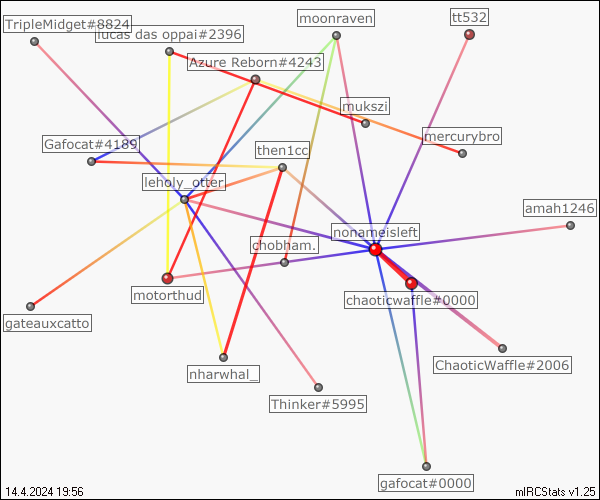 TripleMidget#8824
moonraven
tt532
lucas das oppai#2396
Azure Reborn#4243
mukszi
mercurybro
Gafocat#4189
then1cc
leholy_otter
amah1246
nonameisleft
chobham.
motorthud
chaoticwaffle#0000
gateauxcatto
ChaoticWaffle#2006
nharwhal_
Thinker#5995
gafocat#0000
14.4.2024 19:56
mIRCStats v1.25